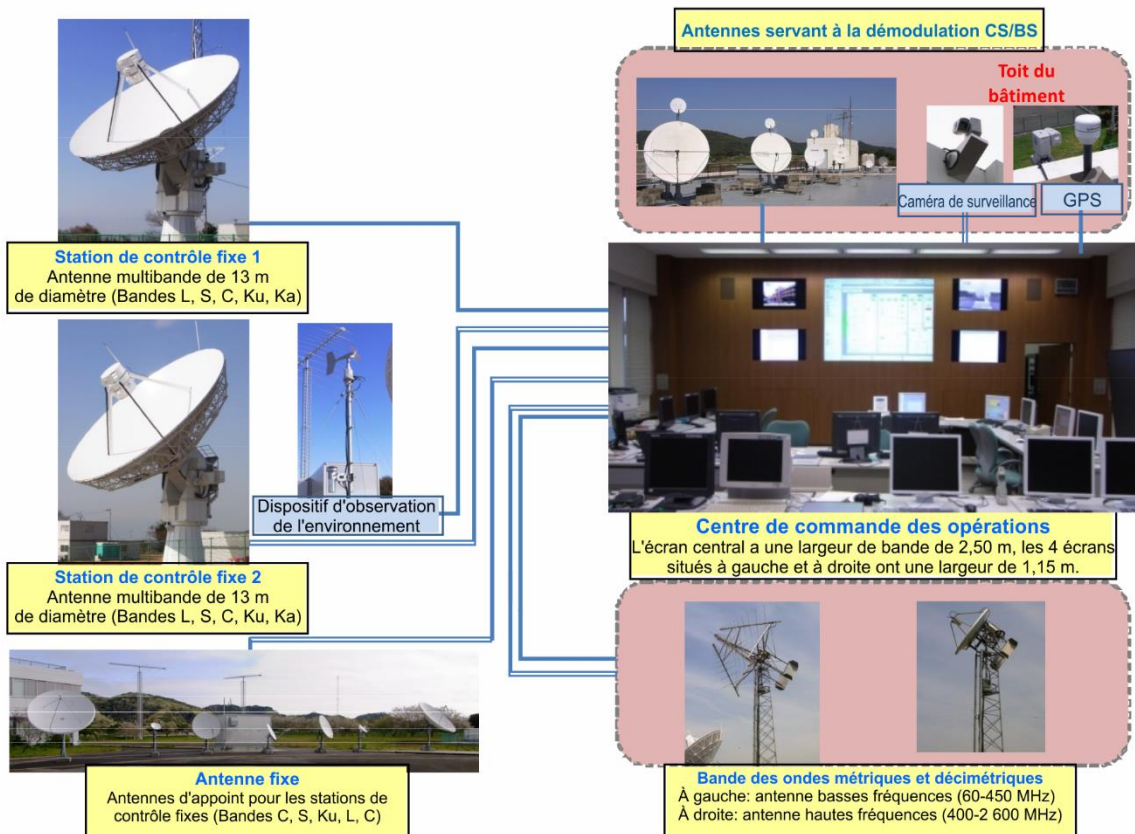 Antennes servant à la démodulation CS/BS
Toit du
bâtiment
Caméra de surveillance
GPS
Station de contrôle fixe 1
Antenne multibande de 13 m
de diamètre (Bandes L, S, C, Ku, Ka)
Dispositif d'observation
de l'environnement
Centre de commande des opérations
L'écran central a une largeur de bande de 2,50 m, les 4 écrans
situés à gauche et à droite ont une largeur de 1,15 m.
Station de contrôle fixe 2
Antenne multibande de 13 m
de diamètre (Bandes L, S, C, Ku, Ka)
Antenne fixe
Antennes d'appoint pour les stations de
contrôle fixes (Bandes C, S, Ku, L, C)
Bande des ondes métriques et décimétriques
À gauche: antenne basses fréquences (60-450 MHz)
À droite: antenne hautes fréquences (400-2 600 MHz)